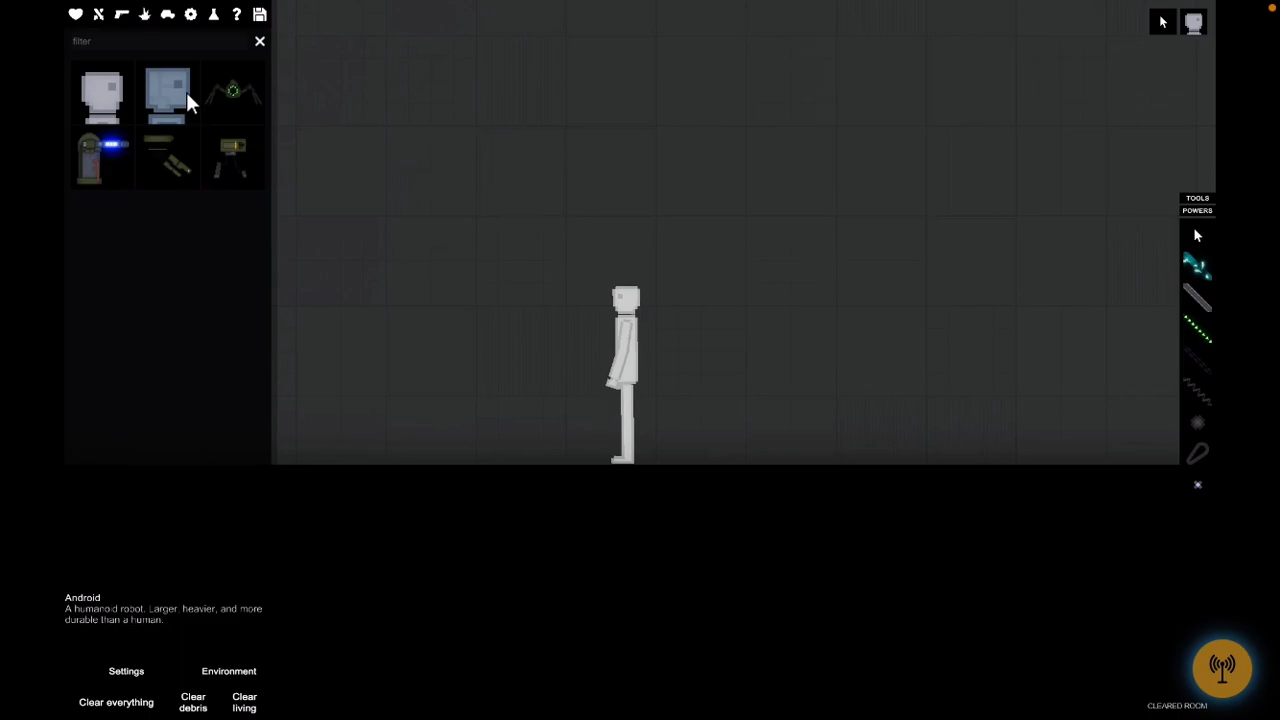 filter
TOOLS
POWERS
Android
A humanoid robot. Larger, heavier, and more
durable than a human.
Settings
Environment
Clear everything
Clear
debris
Clear
living
CLEARED ROOM